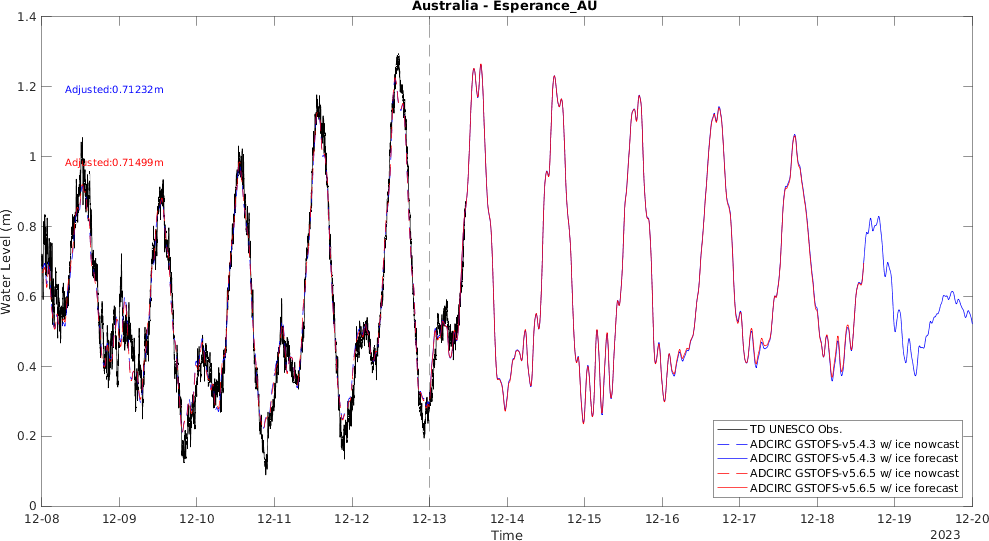 Australia - Esperance_AU
1.4
1.2
1
0.8
0.6
0.4
0.2
0
Water Level (m)
Adjusted:0.71232m
Adjusted:0.71499m
TD UNESCO Obs.
ADCIRC GSTOFS-v5.4.3 w/ ice nowcast
ADCIRC GSTOFS-v5.4.3 w/ ice forecast
ADCIRC GSTOFS-v5.6.5 w/ ice nowcast
ADCIRC GSTOFS-v5.6.5 w/ ice forecast
12-08 12-09 12-10 12-11 12-12 12-13 12-14 12-15 12-16 12-17 12-18 12-19 12-20
Time
2023